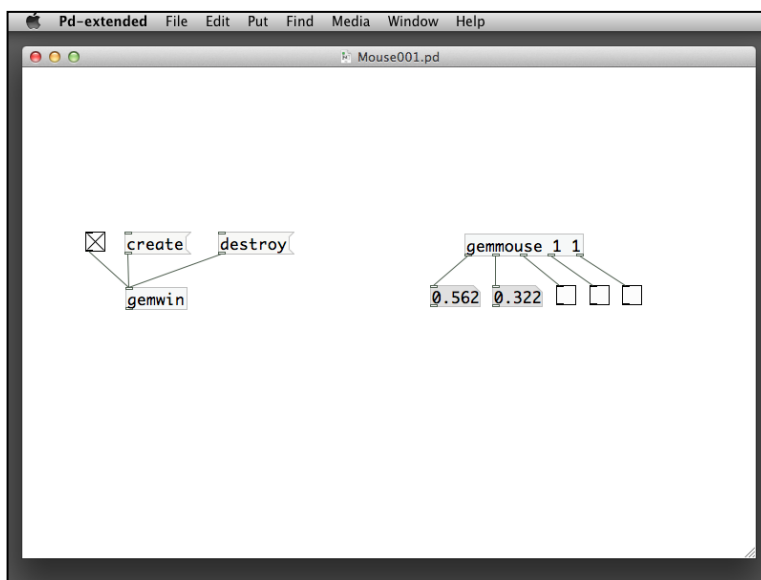 Pd-extended File Edit Put Find Media Window Help
Mouse001.pd
create destroy
gemwin
gemmouse 1 1
0.562 0.322